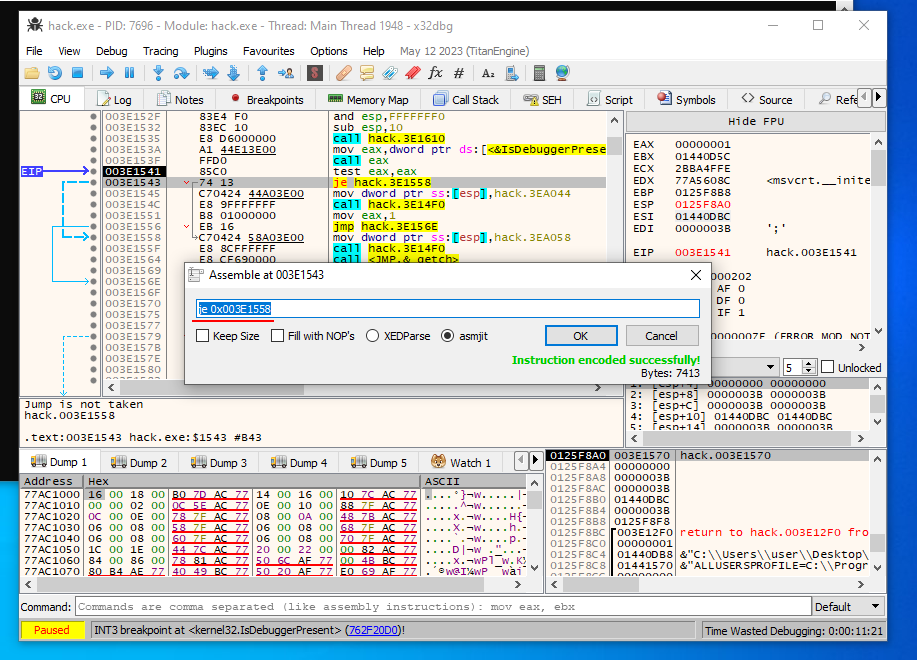 hack.exe - PID: 7696 - Module: hack.exe - Thread: Main Thread 1948 - x32dbg
File View Debug Tracing Plugins Favourites Options Help May 12 2023 (TitanEngine)
CPU Log Notes Breakpoints Memory Map Call Stack SEH Script Symbols Source Refe
003E152F 83E4 F0 and esp,FFFFFFF0
003E1532 83EC 10 sub esp,10
003E1535 E8 D6000000 call hack.3E1610
003E153A A1 44E13E00 mov eax,dword ptr ds:[<&IsDebuggerPrese
003E153F FFD0 call eax
EIP 003E1541 85C0 test eax,eax
003E1543 74 13 je hack.3E1558
003E1545 C70424 44A03E00 mov dword ptr ss:[esp],hack.3EA044
003E154C E8 9FFFFFFF call hack.3E14F0
003E1551 B8 01000000 mov eax,1
003E1556 EB 16 jmp hack.3E156E
003E1558 C70424 58A03E00 mov dword ptr ss:[esp],hack.3EA058
003E155F E8 8CFFFFFF call hack.3E14F0
003E1564 E8 CF690000 call <JMP.&_getch>
003E1569
003E156E
003E156F
003E1570
003E1575
003E1577
003E1579
003E157B
003E157E
003E1580
Hide FPU
EAX 00000001
EBX 01440D5C
ECX 2BBA4FFE
EDX 77A5608C <msvcrt.__inite
EBP 0125F8B8
ESP 0125F8A0
ESI 01440DBC
EDI 0000003B ';'
EIP 003E1541 hack.003E1541
00000202
AF 0
DF 0
IF 1
0000007F (ERROR_MOD_NOT
5 Unlocked
1: [esp+4] 00000000 00000000
2: [esp+8] 0000003B 0000003B
3: [esp+C] 0000003B 0000003B
4: [esp+10] 01440DBC 01440DBC
5: [esp+14] 0000003B 0000003B
Assemble at 003E1543
je 0x003E1558
Keep Size Fill with NOP's XEDParse asmjit OK Cancel
Instruction encoded successfully!
Bytes: 7413
Jump is not taken
hack.003E1558
.text:003E1543 hack.exe:$1543 #B43
Dump 1 Dump 2 Dump 3 Dump 4 Dump 5 Watch 1
Address Hex ASCII
77AC1000 16 00 18 00 B0 7D AC 77 14 00 16 00 10 7C AC 77
77AC1010 00 00 02 00 0C 5E AC 77 0E 00 10 00 88 7F AC 77
77AC1020 0C 00 0E 00 78 7F AC 77 08 00 0A 00 48 7B AC 77
77AC1030 06 00 08 00 58 7F AC 77 06 00 08 00 68 7F AC 77
77AC1040 06 00 08 00 60 7F AC 77 06 00 08 00 70 7F AC 77
77AC1050 1C 00 1E 00 44 7C AC 77 20 00 22 00 00 82 AC 77
77AC1060 84 00 86 00 78 81 AC 77 50 6C AF 77 00 4B BC 77
77AC1070 80 B4 AE 77 40 49 BC 77 50 20 AF 77 E0 69 AF 77
0125F8A0 003E1570 hack.003E1570
0125F8A4 00000000
0125F8A8 0000003B
0125F8AC 0000003B
0125F8B0 01440DBC
0125F8B4 0000003B
0125F8B8 0125F8F8
0125F8BC 003E12F0 return to hack.003E12F0 fro
0125F8C0 00000001
0125F8C4 01440DB8 &"C:\\Users\\user\\Desktop\
0125F8C8 01441570 &"ALLUSERSPROFILE=C:\\Progr
Command: Commands are comma separated (like assembly instructions): mov eax, ebx Default
Paused INT3 breakpoint at <kernel32.IsDebuggerPresent> (762F20D0)! Time Wasted Debugging: 0:00:11:21